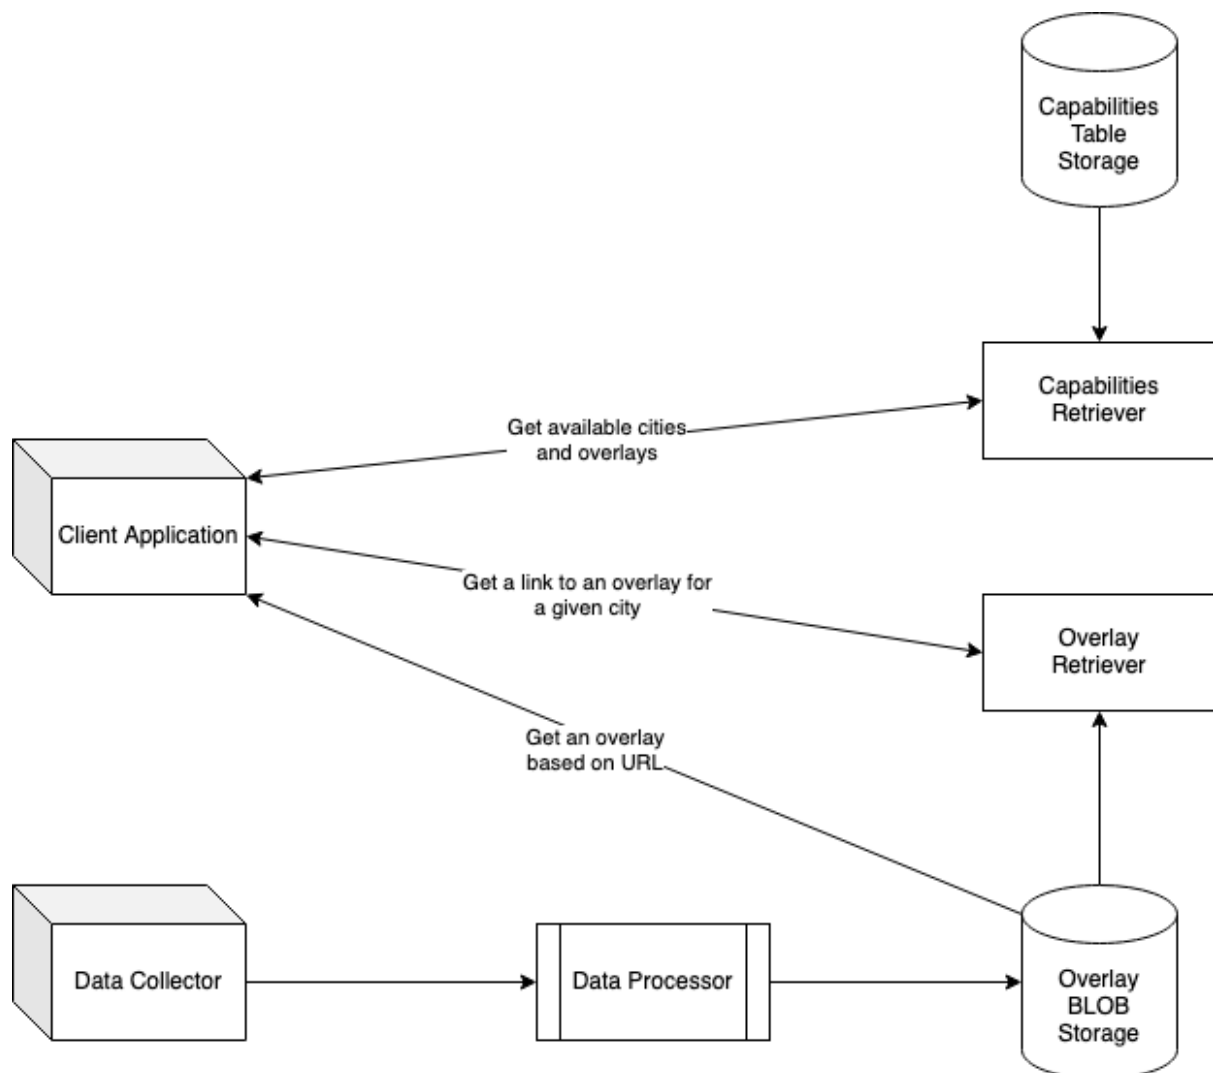 Capabilities
Table
Storage
Capabilities
Retriever
Get available cities
and overlays
Client Application
Get a link to an overlay for
a given city
Overlay
Retriever
Get an overlay
based on URL
Data Collector
Data Processor
Overlay
BLOB
Storage